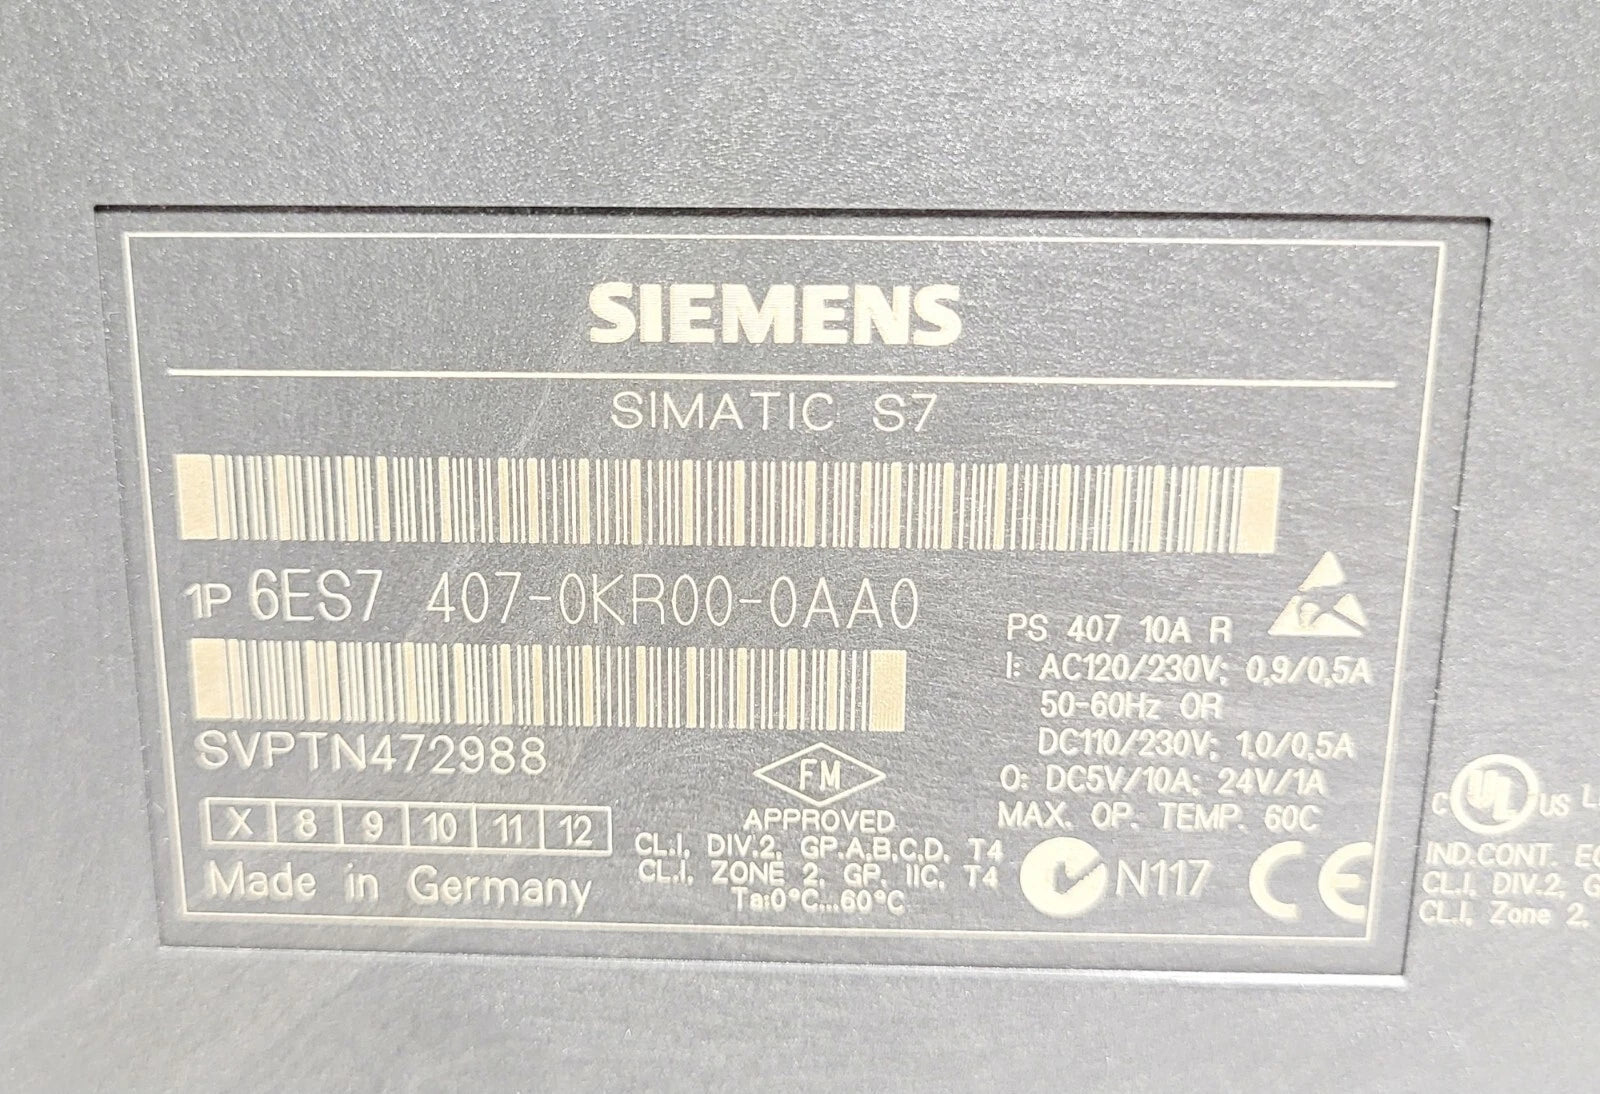 SIEMENS
SIMATIC S7
1P 6ES7 407-0KR00-0AA0
SVPTN472988
X 8 9 10 11 12
Made in Germany
FM
APPROVED
CL.I, DIV.2, GP.A,B,C,D, T4
CL.I, ZONE 2, GP. IIC, T4
Ta:0°C...60°C
PS 407 10A R
I: AC120/230V; 0,9/0,5A
50-60Hz OR
DC110/230V; 1.0/0,5A
O: DC5V/10A; 24V/1A
MAX. OP. TEMP. 60C
N117
CE
C UL US
IND.CONT.
CL.I, DIV.2,
CL.I, Zone 2,